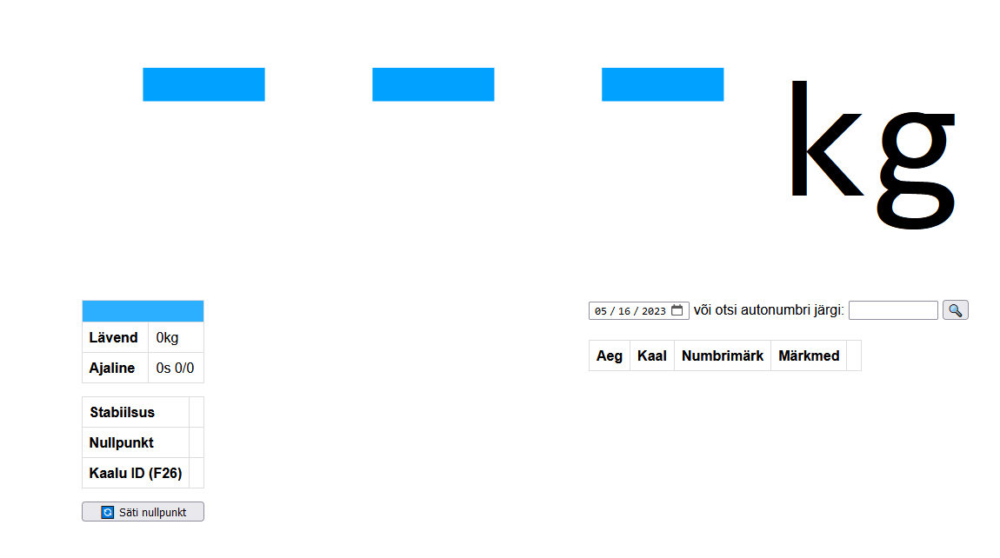 kg
Lävend 0kg
Ajaline 0s 0/0
Stabiilsus
Nullpunkt
Kaalu ID (F26)
Säti nullpunkt
05 / 16 / 2023 või otsi autonumbri järgi:
Aeg Kaal Numbrimärk Märkmed